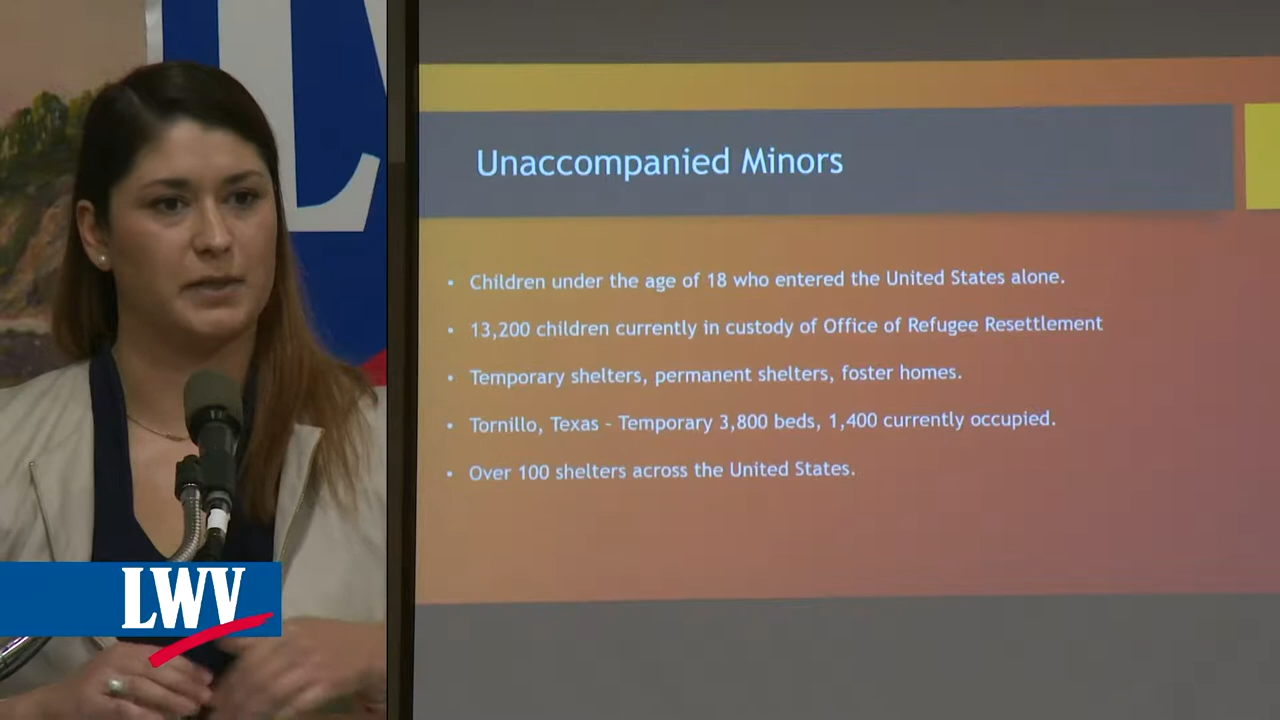 Unaccompanied Minors
• Children under the age of 18 who entered the United States alone.
• 13,200 children currently in custody of Office of Refugee Resettlement
• Temporary shelters, permanent shelters, foster homes.
• Tornillo, Texas - Temporary 3,800 beds, 1,400 currently occupied.
• Over 100 shelters across the United States.
LWV